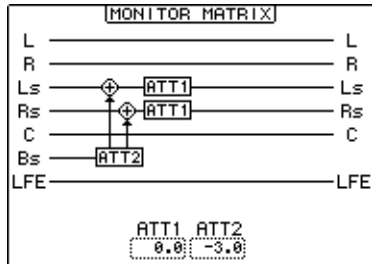 MONITOR MATRIX
L L
R R
Ls ATT1 Ls
Rs ATT1 Rs
C C
Bs ATT2
LFE LFE
ATT1 ATT2
0.0 -3.0